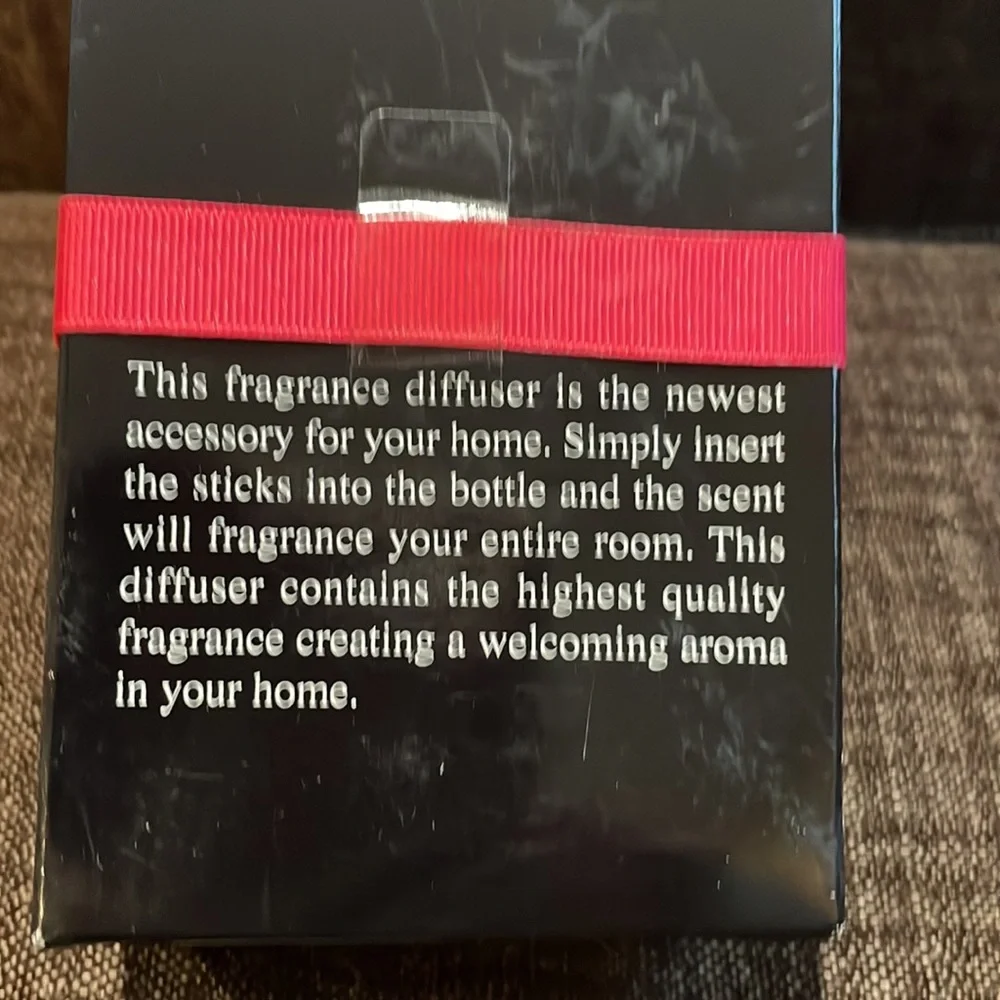 This fragrance diffuser is the newest
accessory for your home. Simply insert
the sticks into the bottle and the scent
will fragrance your entire room. This
diffuser contains the highest quality
fragrance creating a welcoming aroma
in your home.